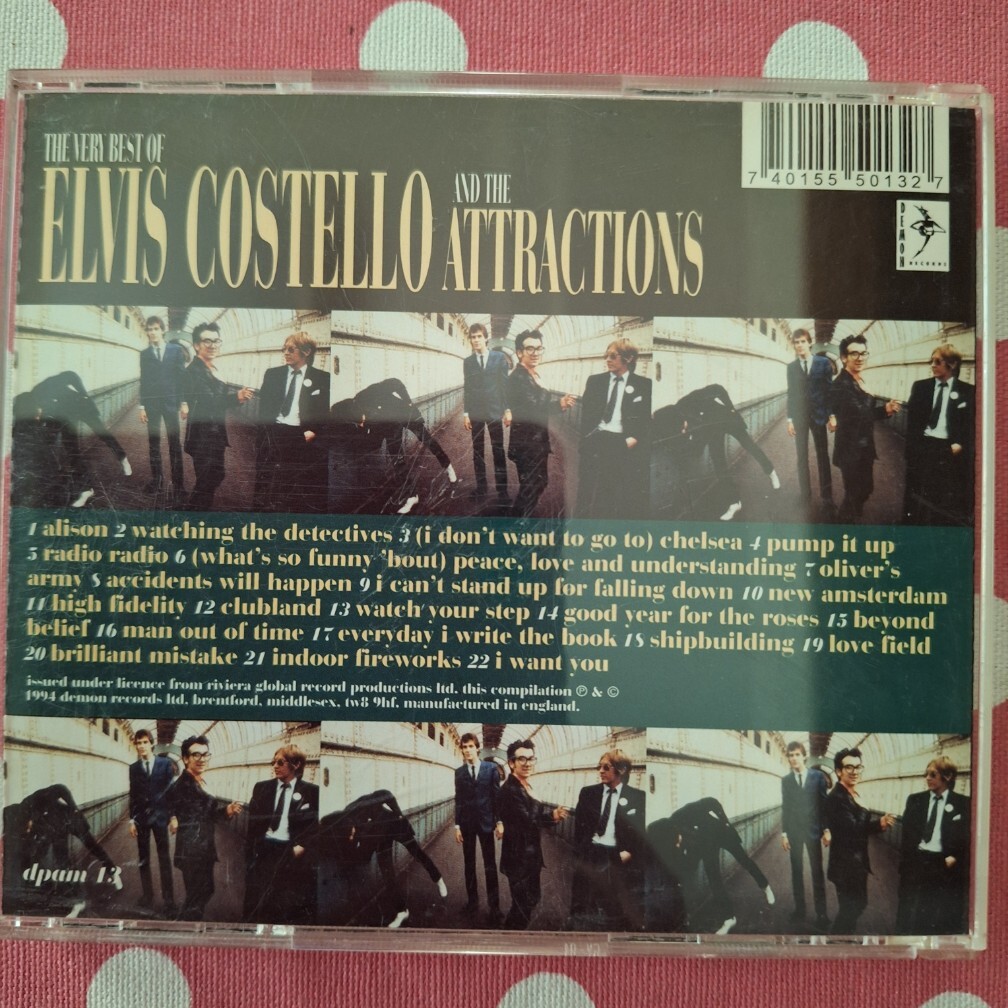 THE VERY BEST OF
ELVIS COSTELLO AND THE ATTRACTIONS
7 40155 50132 7
DEMON
RECORDS
1 alison 2 watching the detectives 3 (i don't want to go to) chelsea 4 pump it up
5 radio radio 6 (what's so funny 'bout) peace, love and understanding 7 oliver's
army 8 accidents will happen 9 i can't stand up for falling down 10 new amsterdam
11 high fidelity 12 clubland 13 watch your step 14 good year for the roses 15 beyond
belief 16 man out of time 17 everyday i write the book 18 shipbuilding 19 love field
20 brilliant mistake 21 indoor fireworks 22 i want you
issued under licence from riviera global record productions ltd. this compilation ℗ & ©
1994 demon records ltd. brentford, middlesex, tw8 9hf. manufactured in england.
dpam 13